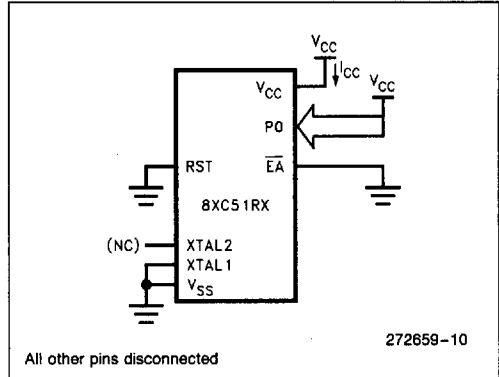 VCC
ICC
VCC
VCC
P0
RST
EA
8XC51RX
(NC)
XTAL2
XTAL1
VSS
272659-10
All other pins disconnected